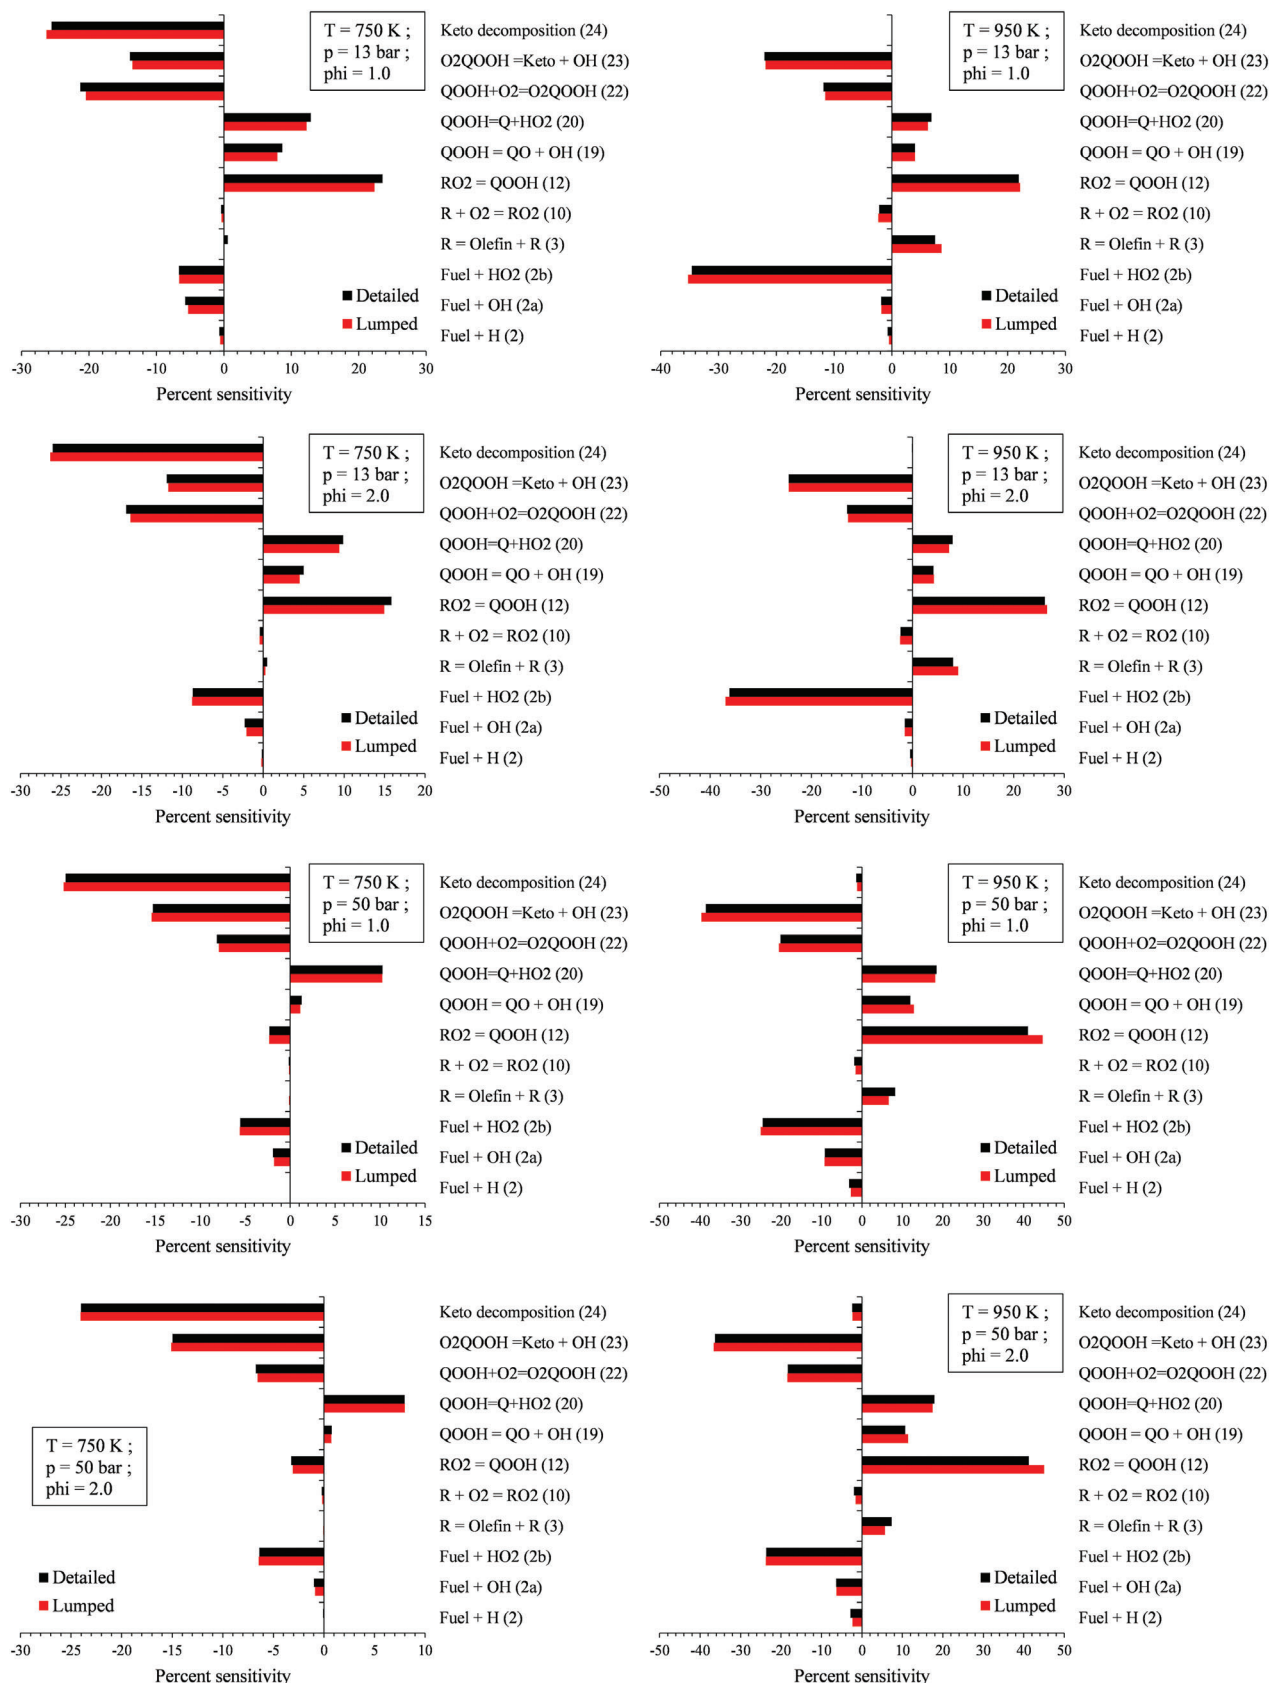 T = 750 K ;
p = 13 bar ;
phi = 1.0
Keto decomposition (24)
O2QOOH =Keto + OH (23)
QOOH+O2=O2QOOH (22)
QOOH=Q+HO2 (20)
QOOH = QO + OH (19)
RO2 = QOOH (12)
R + O2 = RO2 (10)
R = Olefin + R (3)
Fuel + HO2 (2b)
Fuel + OH (2a)
Fuel + H (2)
Detailed
Lumped
-30 -20 -10 0 10 20 30
Percent sensitivity
T = 950 K ;
p = 13 bar ;
phi = 1.0
Keto decomposition (24)
O2QOOH =Keto + OH (23)
QOOH+O2=O2QOOH (22)
QOOH=Q+HO2 (20)
QOOH = QO + OH (19)
RO2 = QOOH (12)
R + O2 = RO2 (10)
R = Olefin + R (3)
Fuel + HO2 (2b)
Fuel + OH (2a)
Fuel + H (2)
Detailed
Lumped
-40 -30 -20 -10 0 10 20 30
Percent sensitivity
T = 750 K ;
p = 13 bar ;
phi = 2.0
Keto decomposition (24)
O2QOOH =Keto + OH (23)
QOOH+O2=O2QOOH (22)
QOOH=Q+HO2 (20)
QOOH = QO + OH (19)
RO2 = QOOH (12)
R + O2 = RO2 (10)
R = Olefin + R (3)
Fuel + HO2 (2b)
Fuel + OH (2a)
Fuel + H (2)
Detailed
Lumped
-30 -25 -20 -15 -10 -5 0 5 10 15 20
Percent sensitivity
T = 950 K ;
p = 13 bar ;
phi = 2.0
Keto decomposition (24)
O2QOOH =Keto + OH (23)
QOOH+O2=O2QOOH (22)
QOOH=Q+HO2 (20)
QOOH = QO + OH (19)
RO2 = QOOH (12)
R + O2 = RO2 (10)
R = Olefin + R (3)
Fuel + HO2 (2b)
Fuel + OH (2a)
Fuel + H (2)
Detailed
Lumped
-50 -40 -30 -20 -10 0 10 20 30
Percent sensitivity
T = 750 K ;
p = 50 bar ;
phi = 1.0
Keto decomposition (24)
O2QOOH =Keto + OH (23)
QOOH+O2=O2QOOH (22)
QOOH=Q+HO2 (20)
QOOH = QO + OH (19)
RO2 = QOOH (12)
R + O2 = RO2 (10)
R = Olefin + R (3)
Fuel + HO2 (2b)
Fuel + OH (2a)
Fuel + H (2)
Detailed
Lumped
-30 -25 -20 -15 -10 -5 0 5 10 15
Percent sensitivity
T = 950 K ;
p = 50 bar ;
phi = 1.0
Keto decomposition (24)
O2QOOH =Keto + OH (23)
QOOH+O2=O2QOOH (22)
QOOH=Q+HO2 (20)
QOOH = QO + OH (19)
RO2 = QOOH (12)
R + O2 = RO2 (10)
R = Olefin + R (3)
Fuel + HO2 (2b)
Fuel + OH (2a)
Fuel + H (2)
Detailed
Lumped
-50 -40 -30 -20 -10 0 10 20 30 40 50
Percent sensitivity
T = 750 K ;
p = 50 bar ;
phi = 2.0
Keto decomposition (24)
O2QOOH =Keto + OH (23)
QOOH+O2=O2QOOH (22)
QOOH=Q+HO2 (20)
QOOH = QO + OH (19)
RO2 = QOOH (12)
R + O2 = RO2 (10)
R = Olefin + R (3)
Fuel + HO2 (2b)
Fuel + OH (2a)
Fuel + H (2)
Detailed
Lumped
-30 -25 -20 -15 -10 -5 0 5 10
Percent sensitivity
T = 950 K ;
p = 50 bar ;
phi = 2.0
Keto decomposition (24)
O2QOOH =Keto + OH (23)
QOOH+O2=O2QOOH (22)
QOOH=Q+HO2 (20)
QOOH = QO + OH (19)
RO2 = QOOH (12)
R + O2 = RO2 (10)
R = Olefin + R (3)
Fuel + HO2 (2b)
Fuel + OH (2a)
Fuel + H (2)
Detailed
Lumped
-50 -40 -30 -20 -10 0 10 20 30 40 50
Percent sensitivity